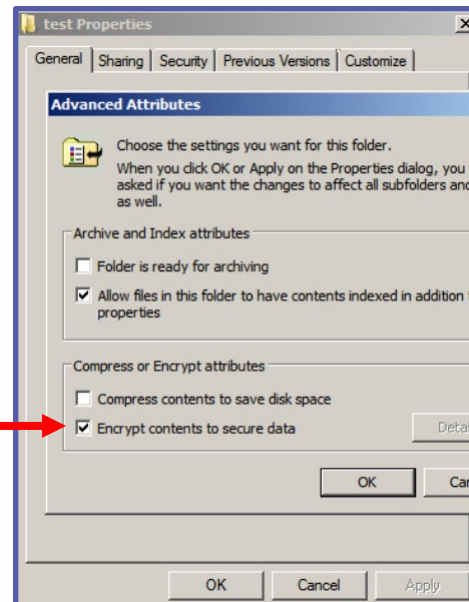 test Properties
General Sharing Security Previous Versions Customize
Advanced Attributes
Choose the settings you want for this folder.
When you click OK or Apply on the Properties dialog, you
asked if you want the changes to affect all subfolders and
as well.
Archive and Index attributes
Folder is ready for archiving
Allow files in this folder to have contents indexed in addition
properties
Compress or Encrypt attributes
Compress contents to save disk space
Encrypt contents to secure data
OK
OK Cancel Apply